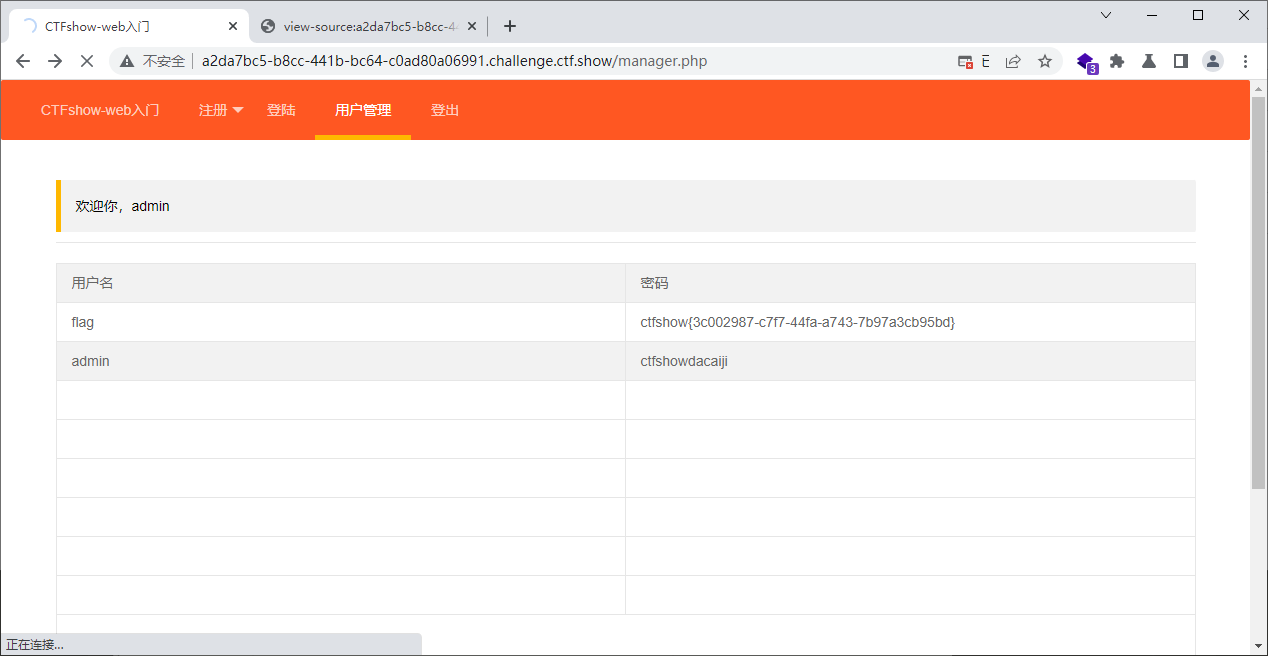 CTFshow-web入门
view-source:a2da7bc5-b8cc-4
不安全
a2da7bc5-b8cc-441b-bc64-c0ad80a06991.challenge.ctf.show/manager.php
3
CTFshow-web入门 注册 登陆 用户管理 登出
欢迎你，admin
用户名 密码
flag ctfshow{3c002987-c7f7-44fa-a743-7b97a3cb95bd}
admin ctfshowdacaiji
正在连接...